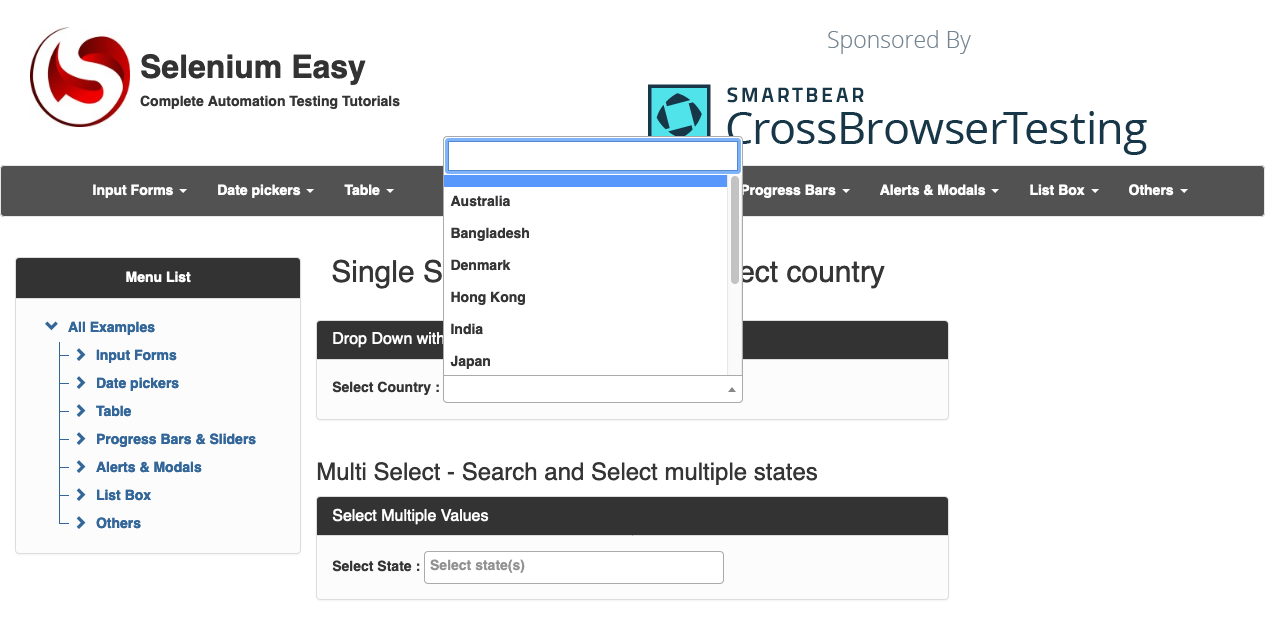 Selenium Easy
Complete Automation Testing Tutorials
Sponsored By
SMARTBEAR
CrossBrowserTesting
Input Forms Date pickers Table Progress Bars Alerts & Modals List Box Others
Australia
Bangladesh
Denmark
Hong Kong
India
Japan
Menu List
All Examples
Input Forms
Date pickers
Table
Progress Bars & Sliders
Alerts & Modals
List Box
Others
Single S ect country
Drop Down with
Select Country :
Multi Select - Search and Select multiple states
Select Multiple Values
Select State : Select state(s)